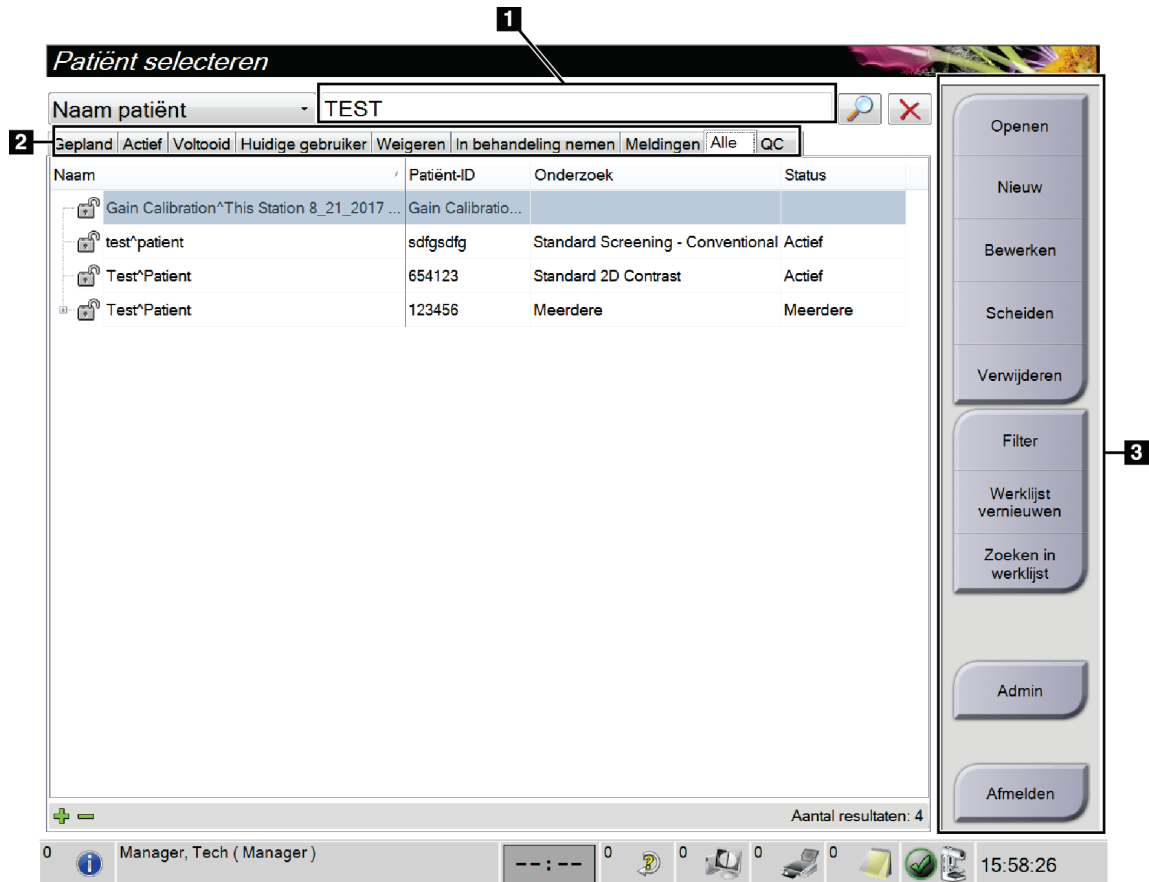 1
Patiënt selecteren
Naam patiënt TEST
2
Gepland Actief Voltooid Huidige gebruiker Weigeren In behandeling nemen Meldingen Alle QC
Naam Patiënt-ID Onderzoek Status
Gain Calibration^This Station 8_21_2017 ... Gain Calibratio...
test^patient sdfgsdfg Standard Screening - Conventional Actief
Test^Patient 654123 Standard 2D Contrast Actief
Test^Patient 123456 Meerdere Meerdere
Aantal resultaten: 4
Openen
Nieuw
Bewerken
Scheiden
Verwijderen
Filter
3
Werklijst
vernieuwen
Zoeken in
werklijst
Admin
Afmelden
0 Manager, Tech ( Manager ) --:-- 0 0 0 0 15:58:26